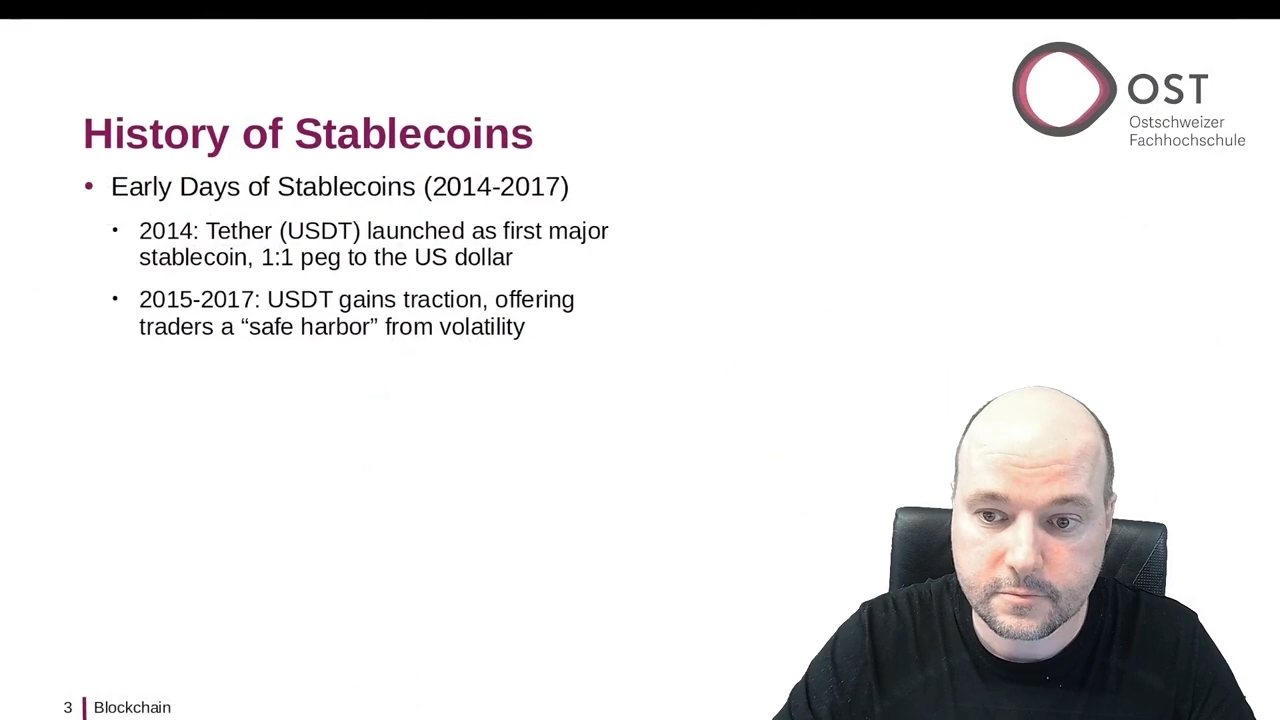 OST
Ostschweizer
Fachhochschule
History of Stablecoins
• Early Days of Stablecoins (2014-2017)
• 2014: Tether (USDT) launched as first major
stablecoin, 1:1 peg to the US dollar
• 2015-2017: USDT gains traction, offering
traders a “safe harbor” from volatility
3 Blockchain